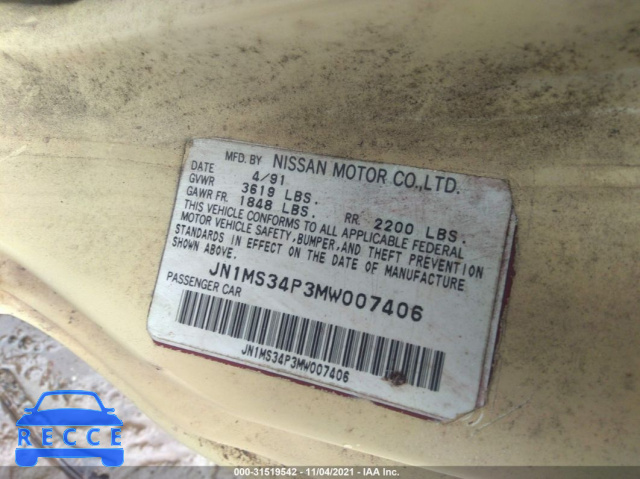 MFD. BY NISSAN MOTOR CO.,LTD.
DATE 4/91
GVWR 3619 LBS.
GAWR FR. 1848 LBS. RR. 2200 LBS.
THIS VEHICLE CONFORMS TO ALL APPLICABLE FEDERAL
MOTOR VEHICLE SAFETY, BUMPER, AND THEFT PREVENTION
STANDARDS IN EFFECT ON THE DATE OF MANUFACTURE
SHOWN ABOVE.
JN1MS34P3MW007406
PASSENGER CAR
JN1MS34P3MW007406
RECCE
000-31519542 - 11/04/2021 - IAA Inc.